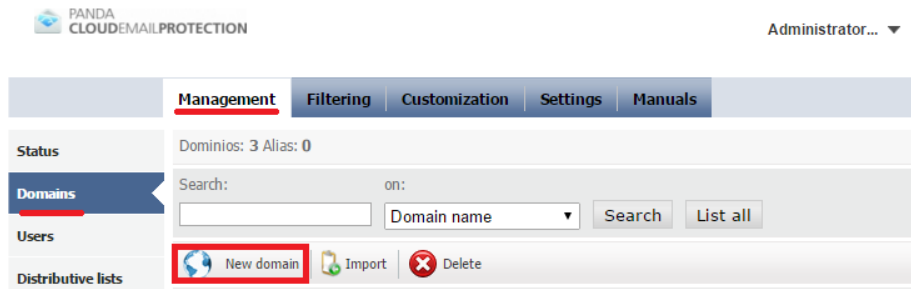 PANDA
CLOUDEMAILPROTECTION
Administrator...
Management Filtering Customization Settings Manuals
Status
Dominios: 3 Alias: 0
Domains
Search: on:
Domain name Search List all
Users
New domain Import Delete
Distributive lists